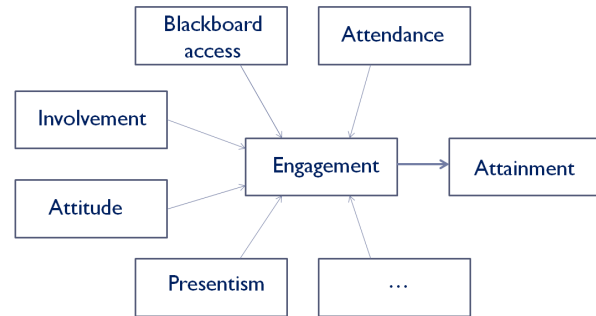 Blackboard
access
Attendance
Involvement
Engagement
Attainment
Attitude
Presentism
...